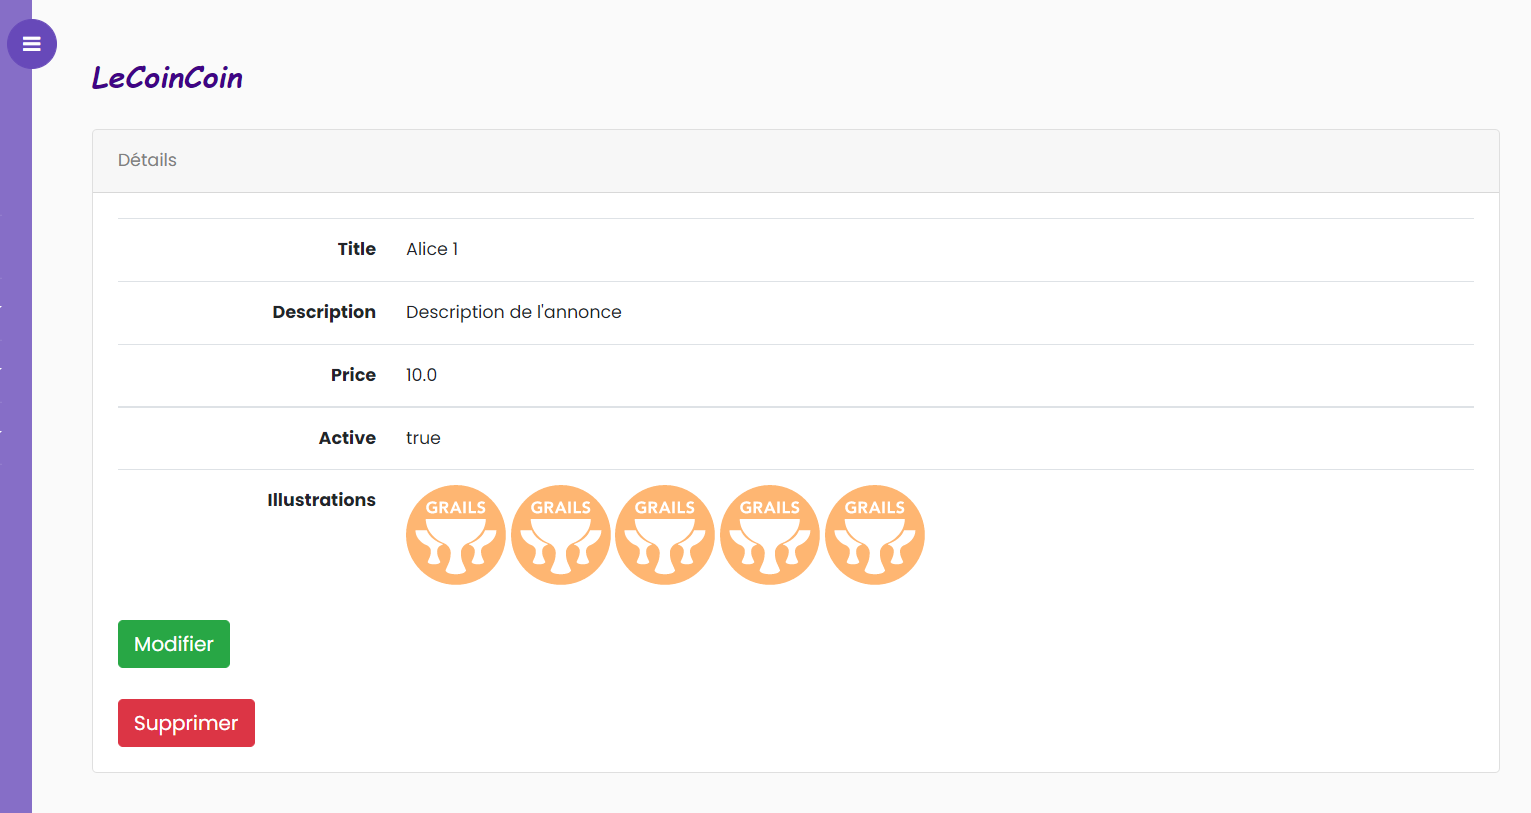 LeCoinCoin
Détails
Title Alice 1
Description Description de l'annonce
Price 10.0
Active true
Illustrations GRAILS GRAILS GRAILS GRAILS GRAILS
Modifier
Supprimer